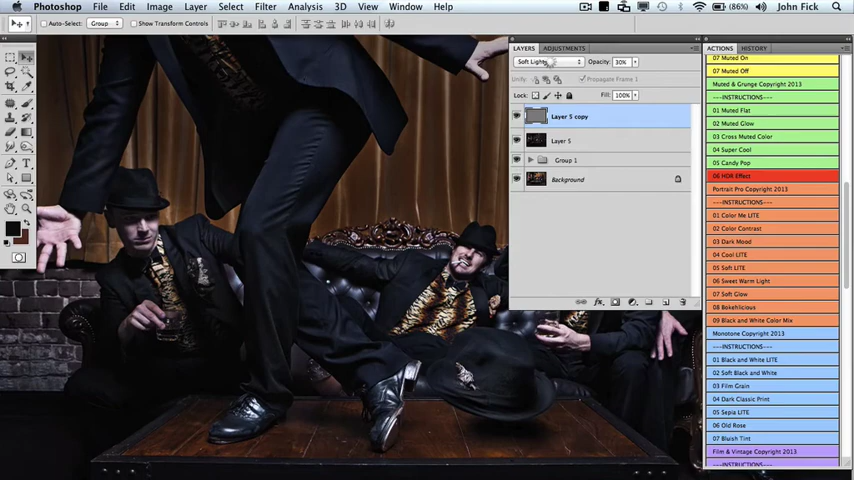 Photoshop File Edit Image Layer Select Filter Analysis 3D View Window Help (86%) John Fick
Auto-Select: Group Show Transform Controls
LAYERS ADJUSTMENTS
Soft Light Opacity: 30%
Unify: Propagate Frame 1
Lock: Fill: 100%
Layer 5 copy
Layer 5
Group 1
Background
ACTIONS HISTORY
07 Muted On
07 Muted Off
Muted & Grunge Copyright 2013
---INSTRUCTIONS---
01 Muted Flat
02 Muted Glow
03 Cross Muted Color
04 Super Cool
05 Candy Pop
06 HDR Effect
Portrait Pro Copyright 2013
---INSTRUCTIONS---
01 Color Me LITE
02 Color Contrast
03 Dark Mood
04 Cool LITE
05 Soft LITE
06 Sweet Warm Light
07 Soft Glow
08 Bokehlicious
09 Black and White Color Mix
Monotone Copyright 2013
---INSTRUCTIONS---
01 Black and White LITE
02 Soft Black and White
03 Film Grain
04 Dark Classic Print
05 Sepia LITE
06 Old Rose
07 Bluish Tint
Film & Vintage Copyright 2013